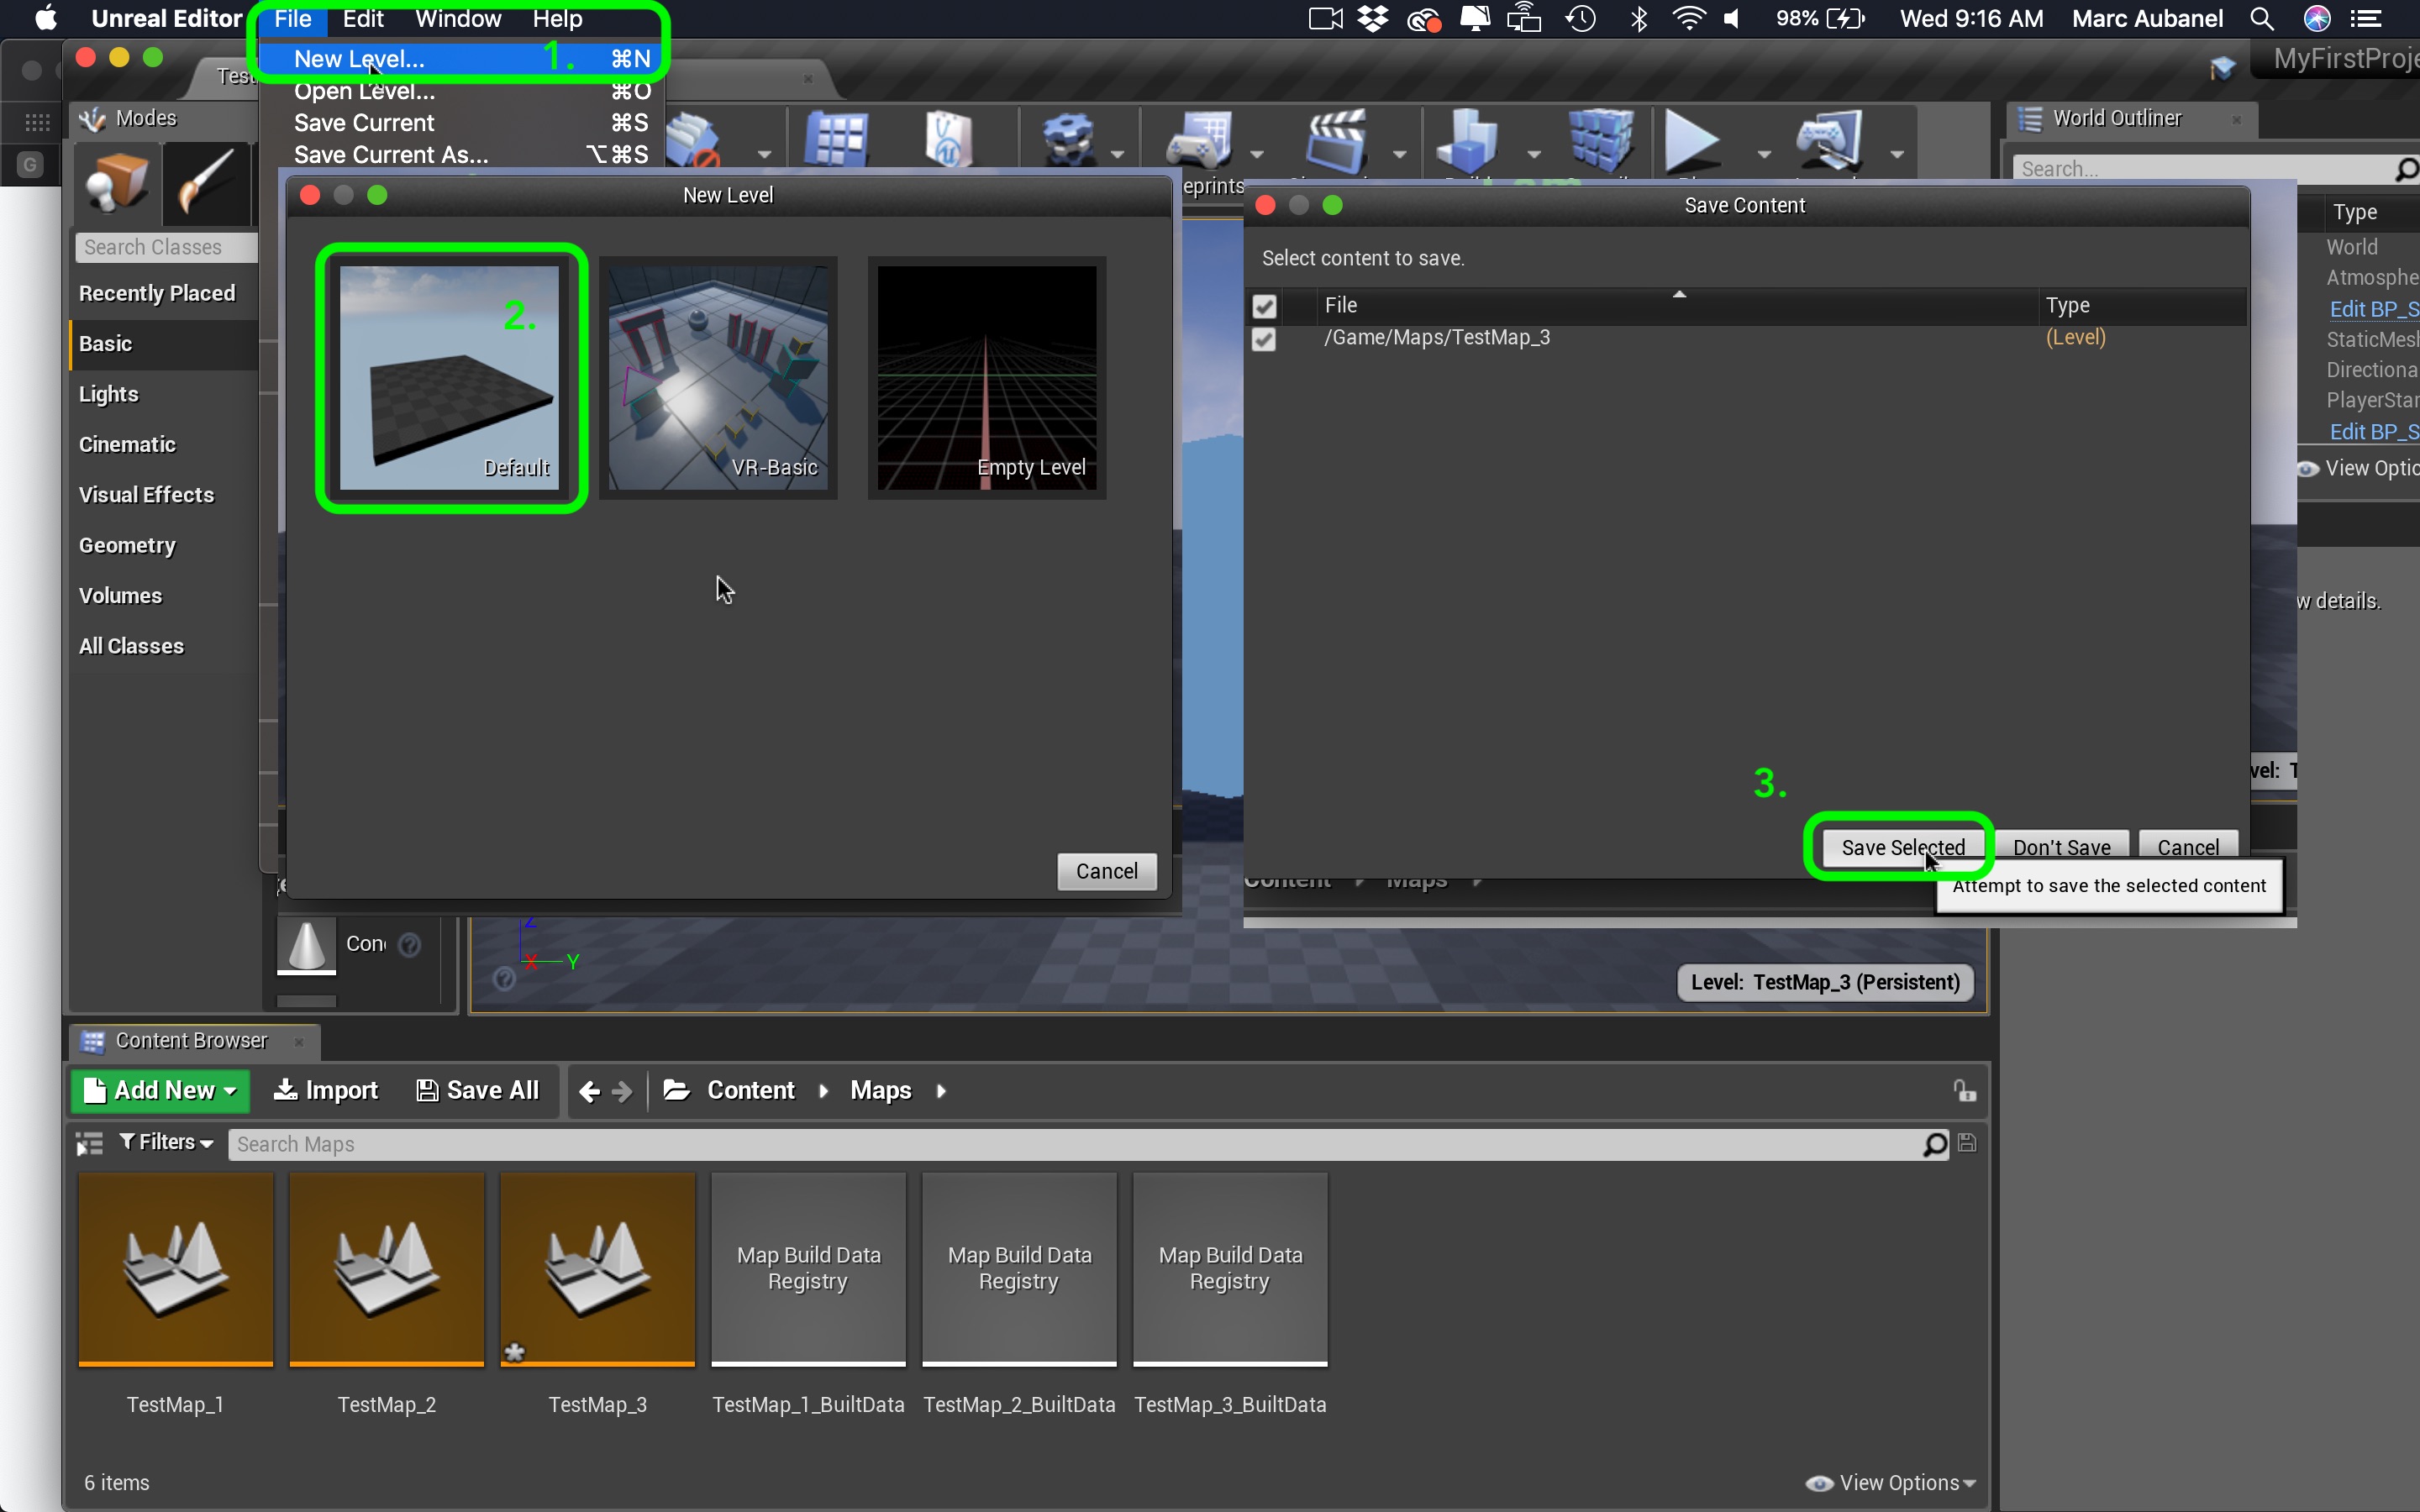 Unreal Editor File Edit Window Help 98% Wed 9:16 AM Marc Aubanel
New Level... 1. ⌘N
Open Level... ⌘O
Save Current ⌘S
Save Current As... ⌥⌘S
MyFirstProje
Modes
Search Classes
Recently Placed
Basic
Lights
Cinematic
Visual Effects
Geometry
Volumes
All Classes
New Level
2.
Default
VR-Basic
Empty Level
Cancel
eprints
Save Content
Select content to save.
File Type
/Game/Maps/TestMap_3 (Level)
3.
Save Selected Don't Save Cancel
Attempt to save the selected content
World Outliner
Search...
Type
World
Atmosphe
Edit BP_S
StaticMesh
Directiona
PlayerStar
Edit BP_S
View Optio
w details.
vel: T
Content Maps
Con
Z
X Y
Level: TestMap_3 (Persistent)
Content Browser
Add New Import Save All Content Maps
Filters Search Maps
Map Build Data
Registry
Map Build Data
Registry
Map Build Data
Registry
TestMap_1 TestMap_2 TestMap_3 TestMap_1_BuiltData TestMap_2_BuiltData TestMap_3_BuiltData
6 items View Options